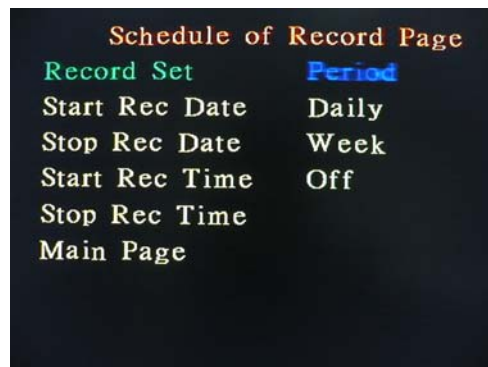 Schedule of Record Page
Record Set Period
Start Rec Date Daily
Stop Rec Date Week
Start Rec Time Off
Stop Rec Time
Main Page